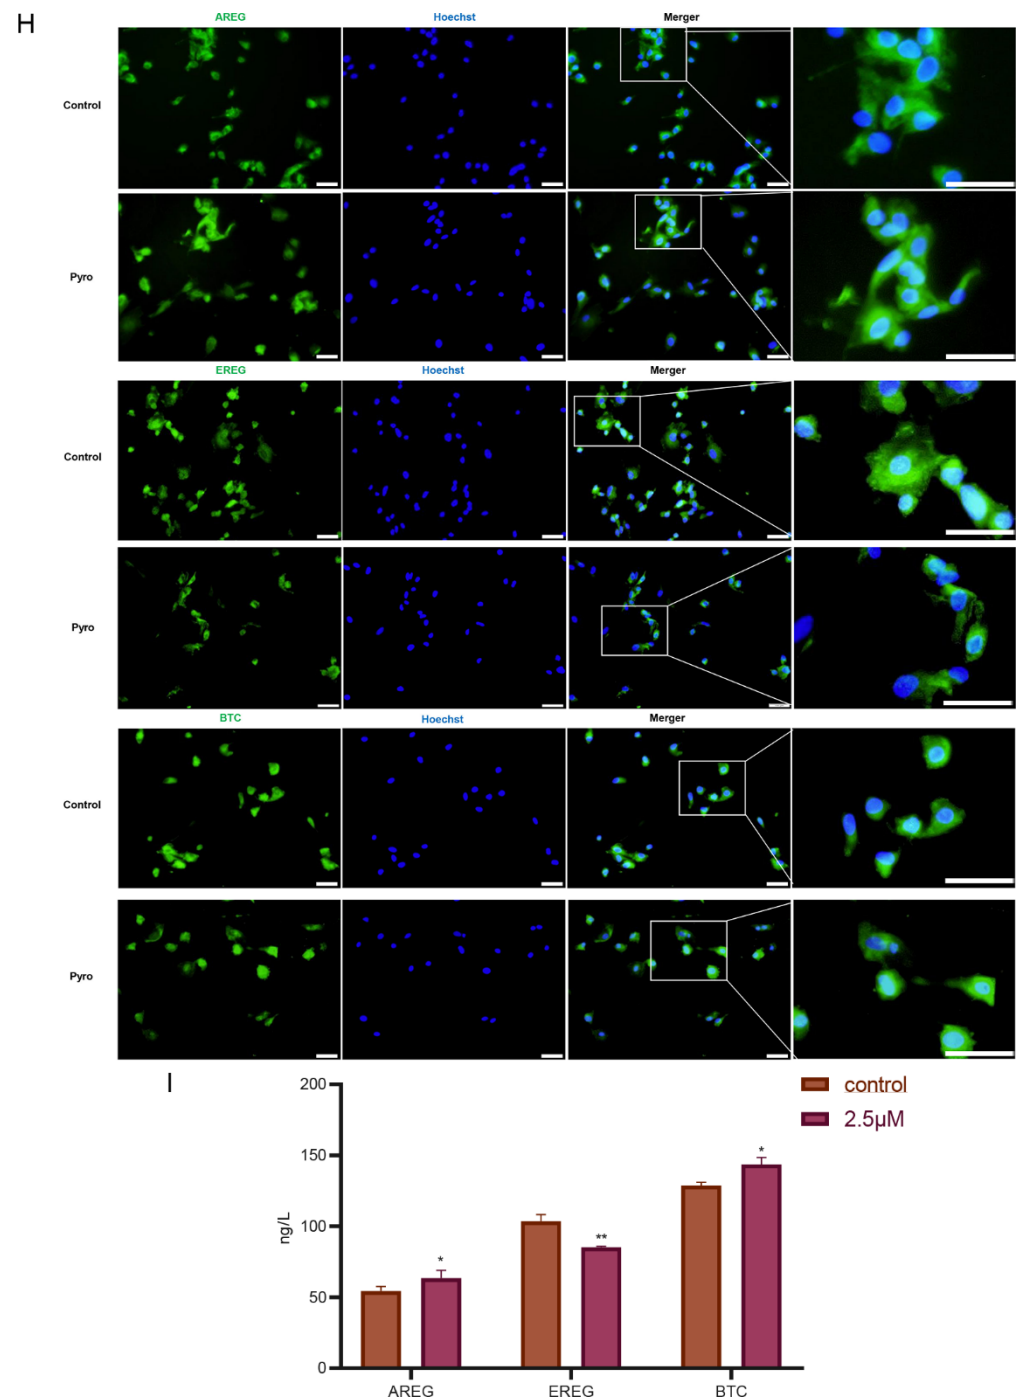 H
AREG Hoechst Merger
Control
Pyro
EREG Hoechst Merger
Control
Pyro
BTC Hoechst Merger
Control
Pyro
I
control
2.5μM
200
150
100
50
0
ng/L
*
**
*
AREG EREG BTC